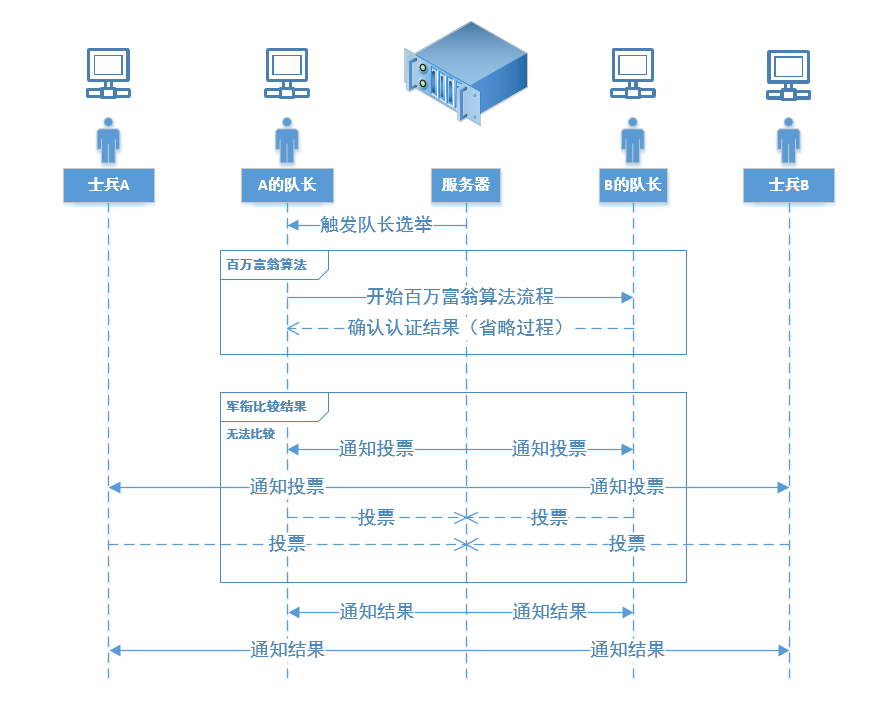 士兵A
A的队长
服务器
B的队长
士兵B
触发队长选举
百万富翁算法
开始百万富翁算法流程
确认认证结果（省略过程）
军衔比较结果
无法比较
通知投票
通知投票
通知投票
通知投票
投票
投票
投票
投票
通知结果
通知结果
通知结果
通知结果